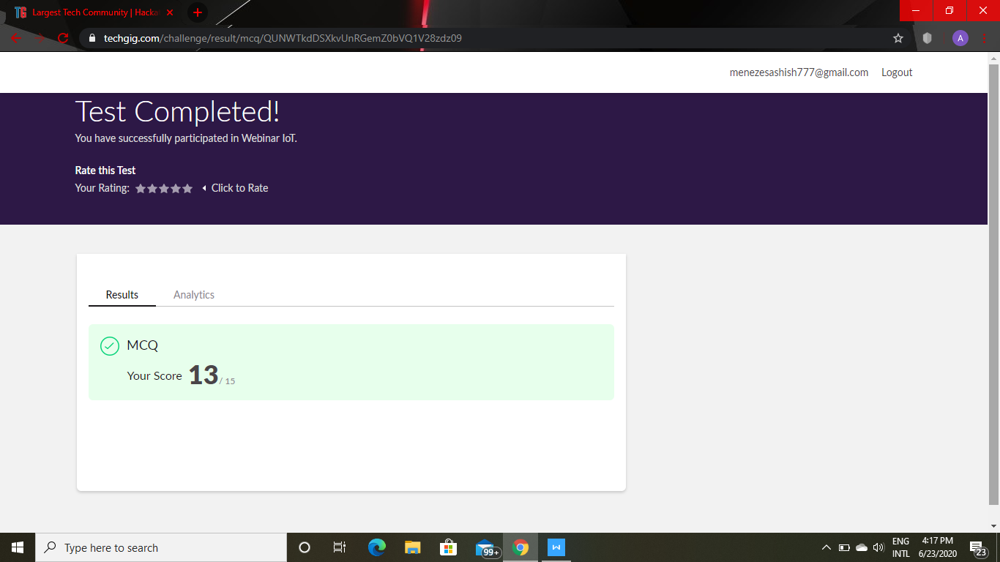 TG Largest Tech Community | Hacka
techgig.com/challenge/result/mcq/QUNWTkdDSXkvUnRGemZ0bVQ1V28zdz09
A
menezesashish777@gmail.com Logout
Test Completed!
You have successfully participated in Webinar IoT.
Rate this Test
Your Rating: Click to Rate
Results Analytics
MCQ
Your Score 13/ 15
Type here to search
99+
W
ENG
INTL
4:17 PM
6/23/2020
23